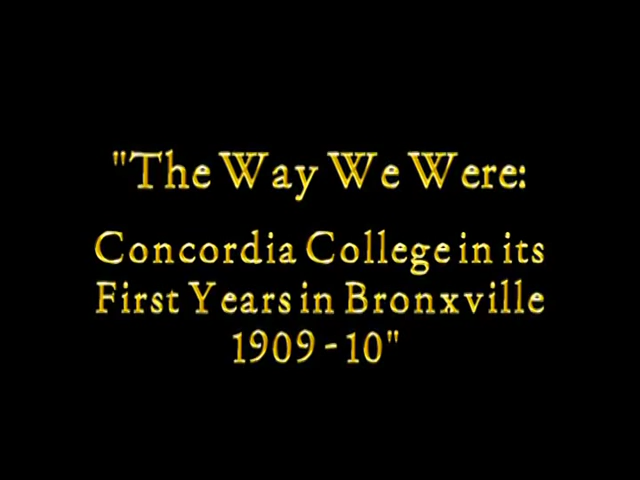 "The Way We Were:
Concordia College in its
First Years in Bronxville
1909 - 10"